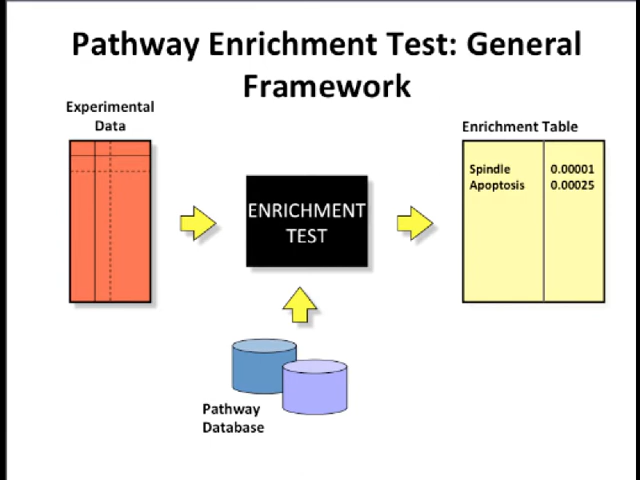 Pathway Enrichment Test: General
Framework
Experimental
Data
Enrichment Table
Spindle 0.00001
Apoptosis 0.00025
ENRICHMENT
TEST
Pathway
Database